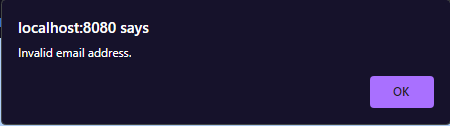 localhost:8080 says
Invalid email address.
OK